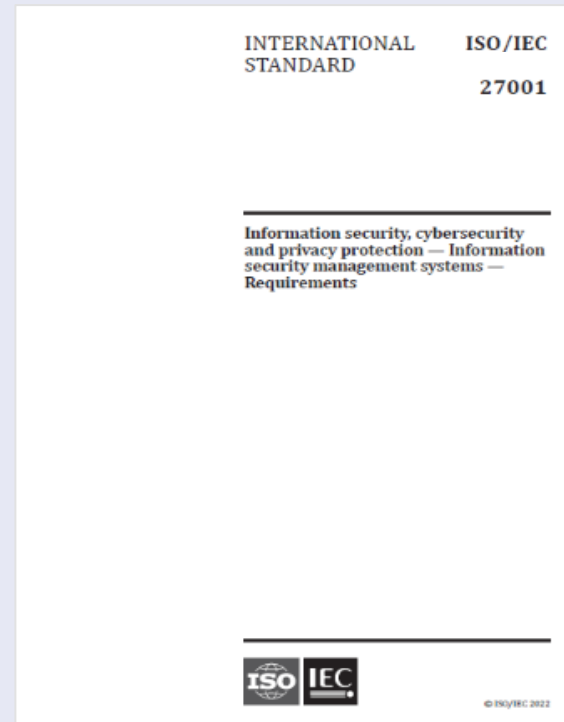 INTERNATIONAL STANDARD
ISO/IEC
27001
Information security, cybersecurity
and privacy protection — Information
security management systems —
Requirements
ISO
IEC
© ISO/IEC 2022